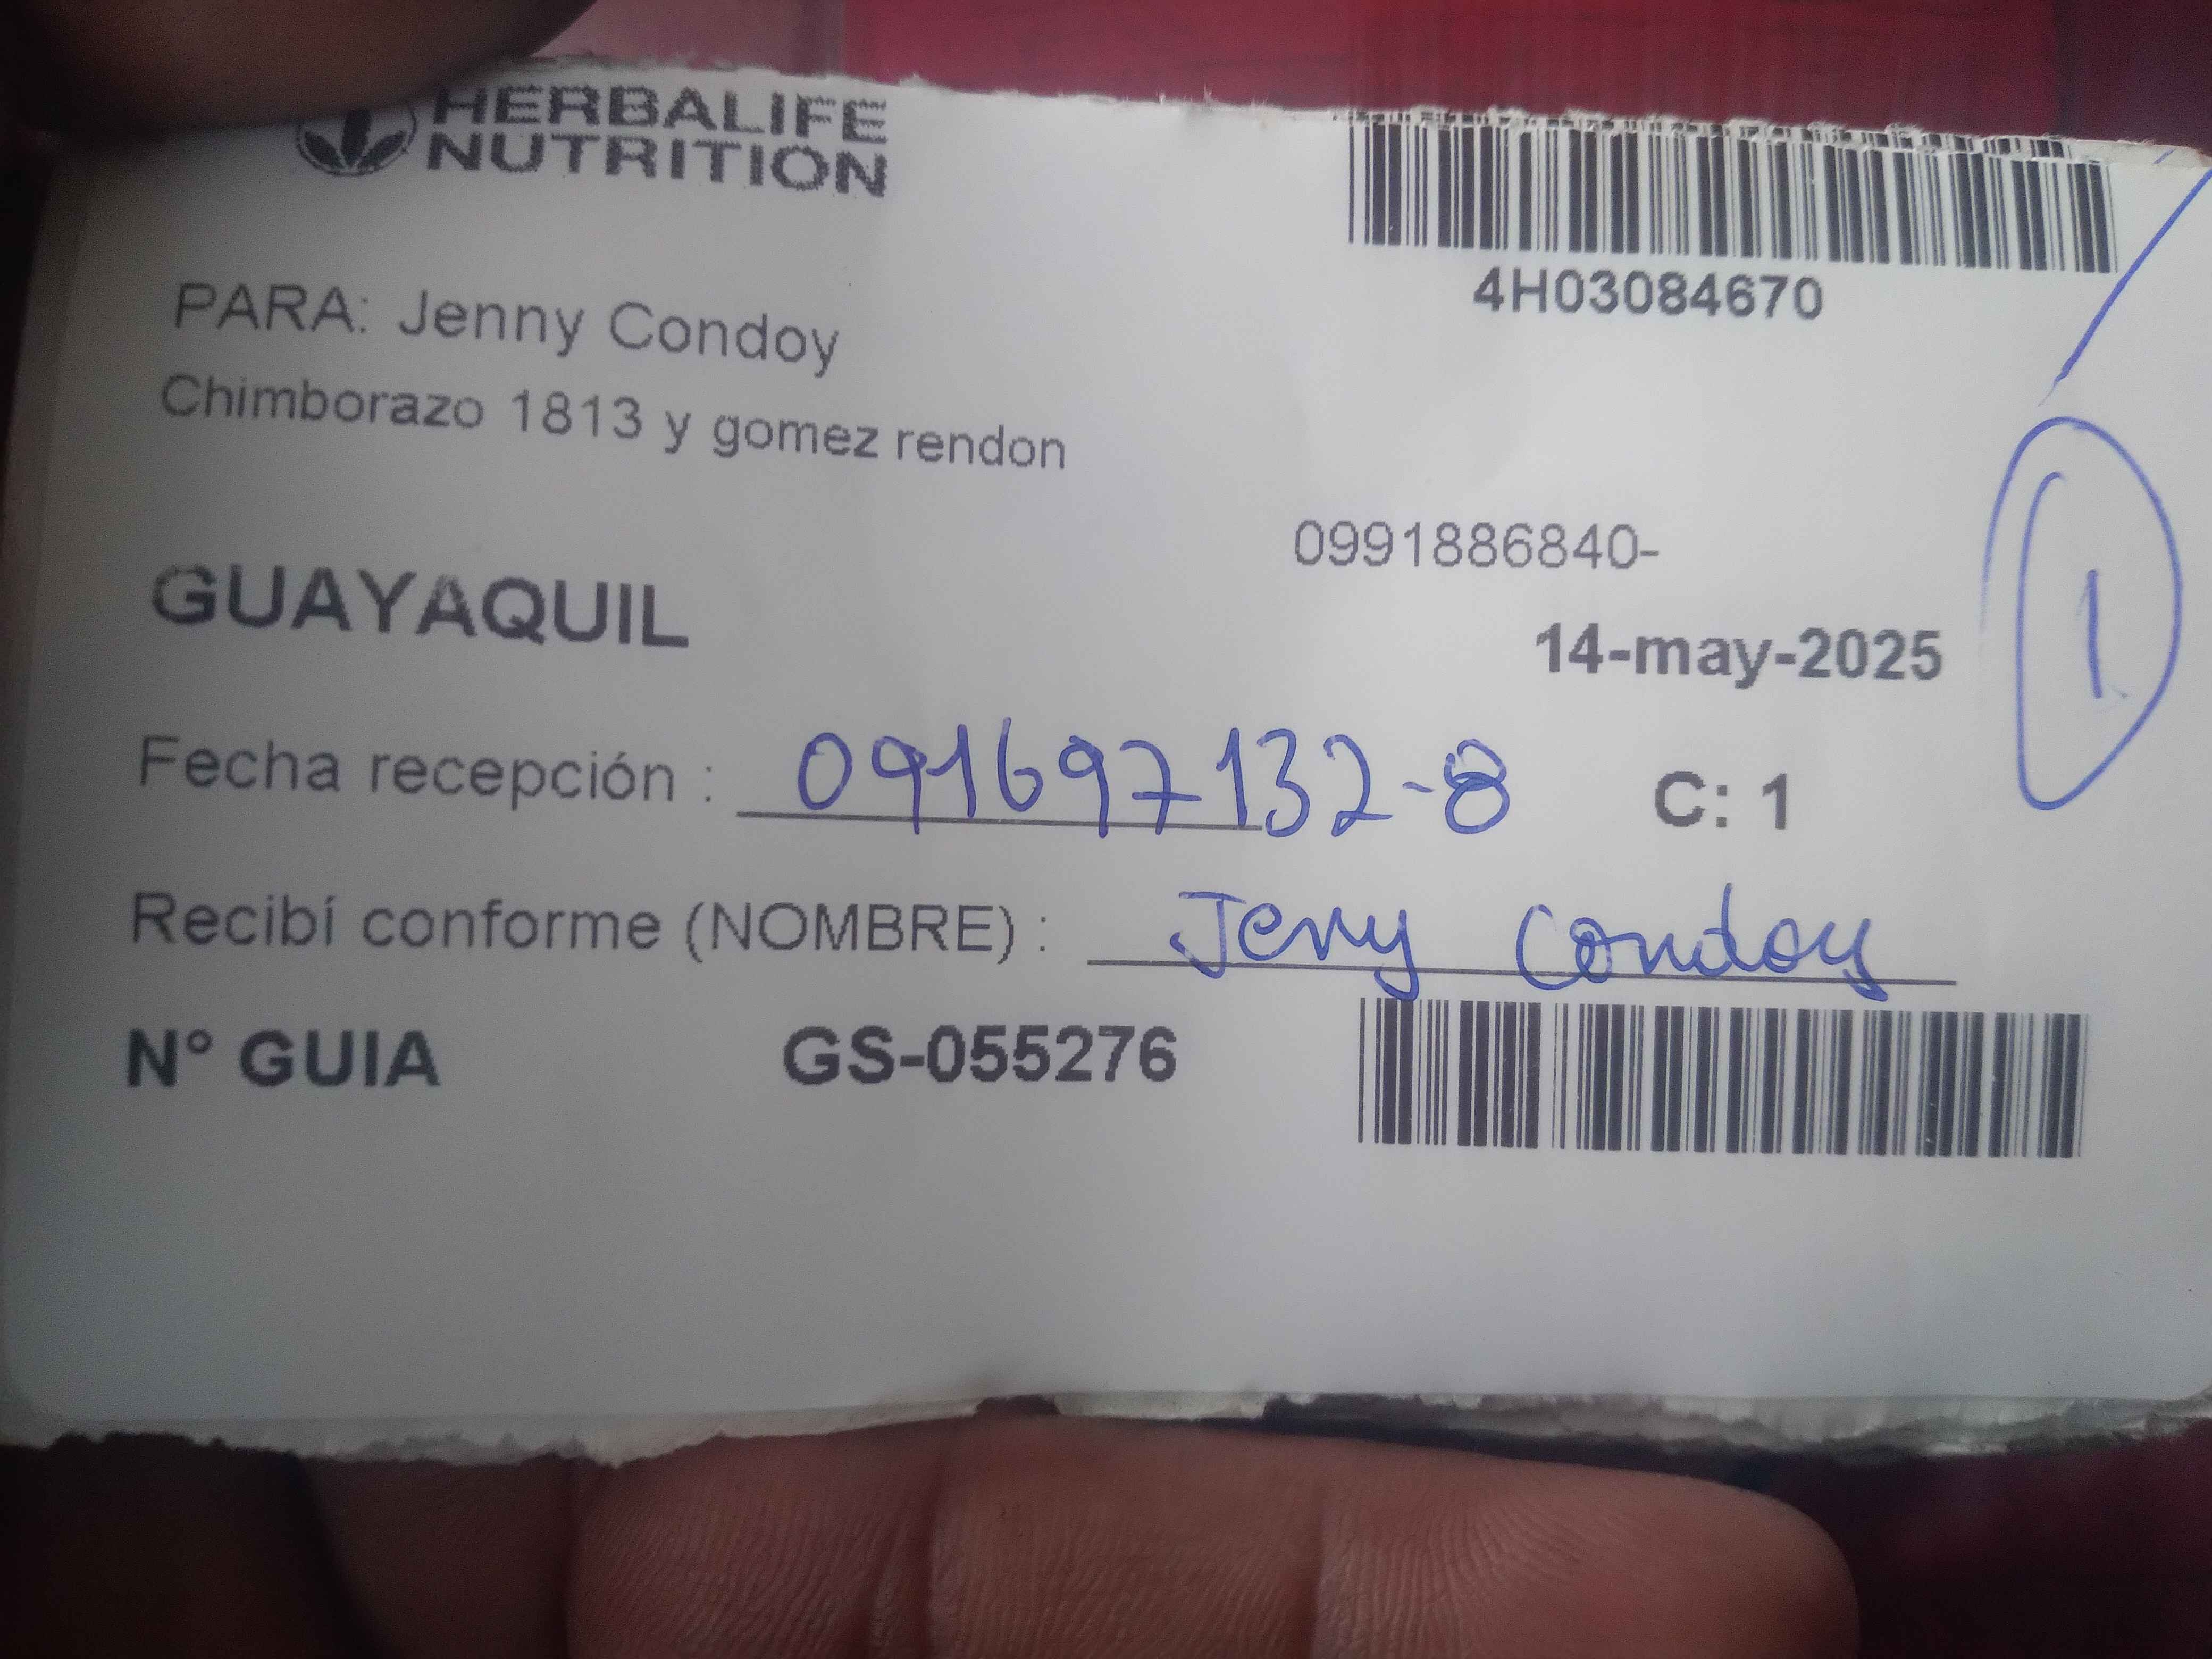 HERBALIFE
NUTRITION
4H03084670
PARA: Jenny Condoy
Chimborazo 1813 y gomez rendon
0991886840-
GUAYAQUIL
14-may-2025
1
Fecha recepción : 091697132-8 C: 1
Recibí conforme (NOMBRE) : Jenny Condoy
N° GUIA GS-055276